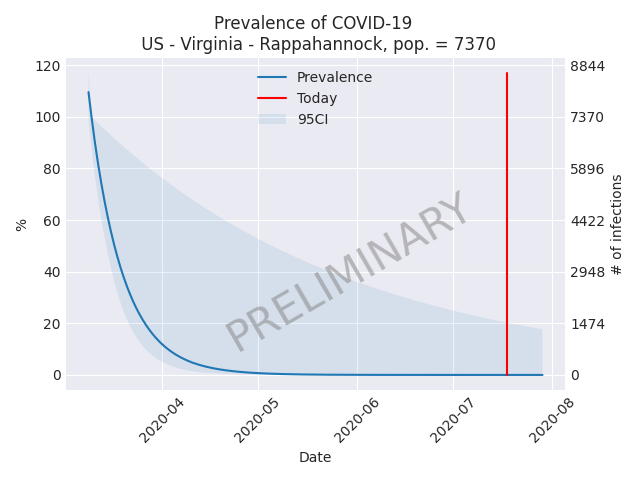 Prevalence of COVID-19
US - Virginia - Rappahannock, pop. = 7370
Prevalence
Today
95CI
120
100
80
60
40
20
0
%
8844
7370
5896
4422
2948
1474
0
# of infections
PRELIMINARY
2020-04
2020-05
2020-06
2020-07
2020-08
Date